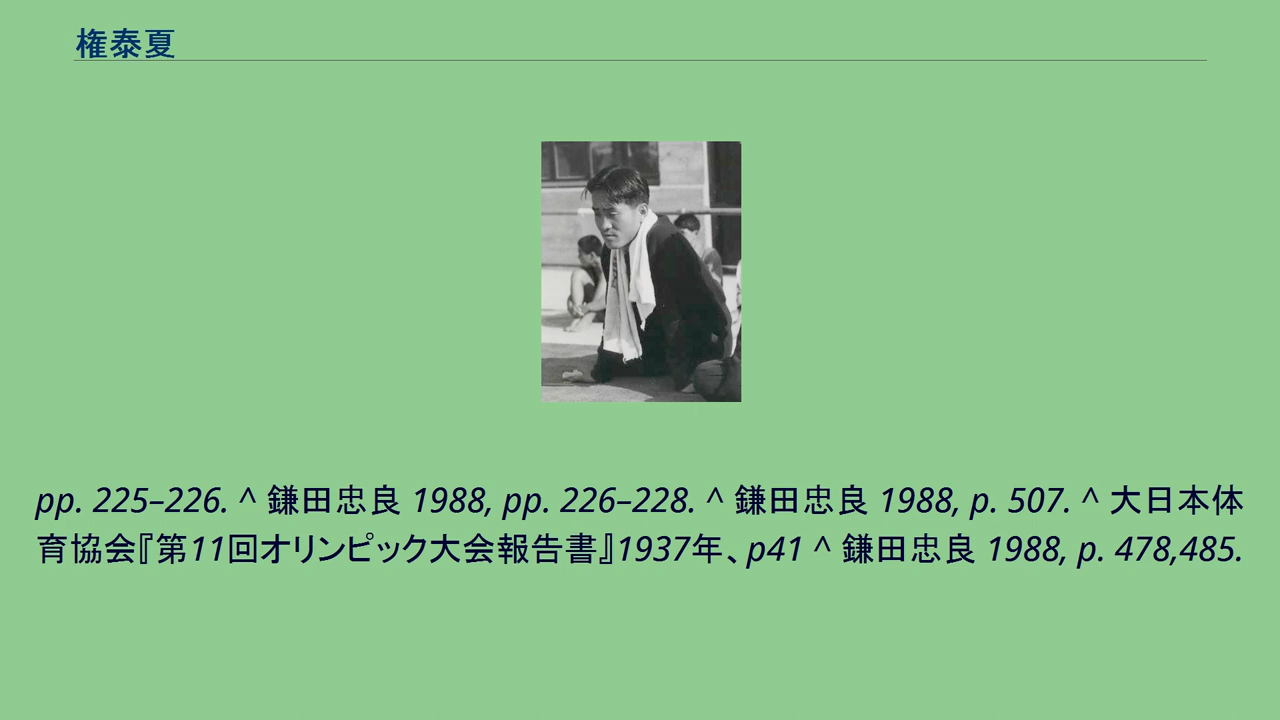 権泰夏
pp. 225–226. ^ 鎌田忠良 1988, pp. 226–228. ^ 鎌田忠良 1988, p. 507. ^ 大日本体
育協会『第11回オリンピック大会報告書』1937年、p41 ^ 鎌田忠良 1988, p. 478,485.